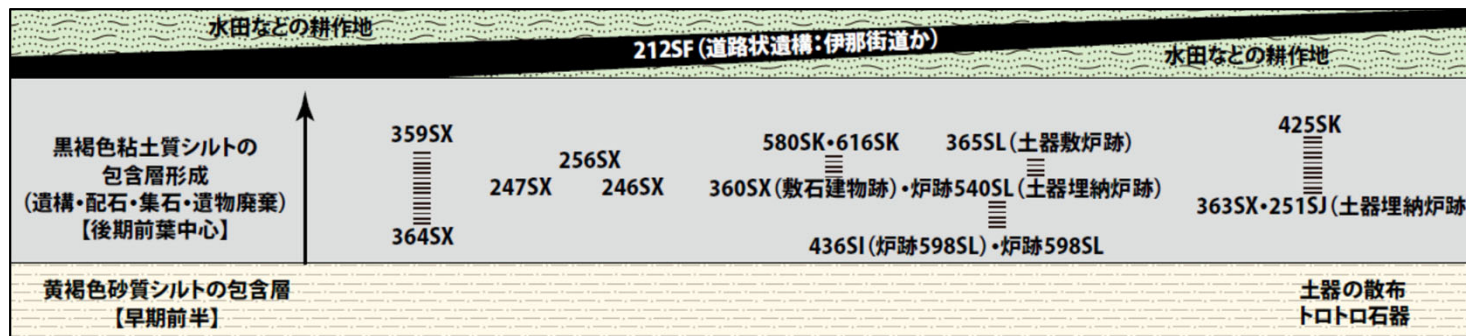 水田などの耕作地
212SF(道路状遺構:伊那街道か)
水田などの耕作地
黒褐色粘土質シルトの
包含層形成
(遺構・配石・集石・遺物廃棄)
【後期前葉中心】
359SX
364SX
256SX
247SX
246SX
580SK・616SK
365SL(土器敷炉跡)
360SX(敷石建物跡)・炉跡540SL(土器埋納炉跡)
436SI(炉跡598SL)・炉跡598SL
425SK
363SX・251SJ(土器埋納炉跡
黄褐色砂質シルトの包含層
【早期前半】
土器の散布
トロトロ石器